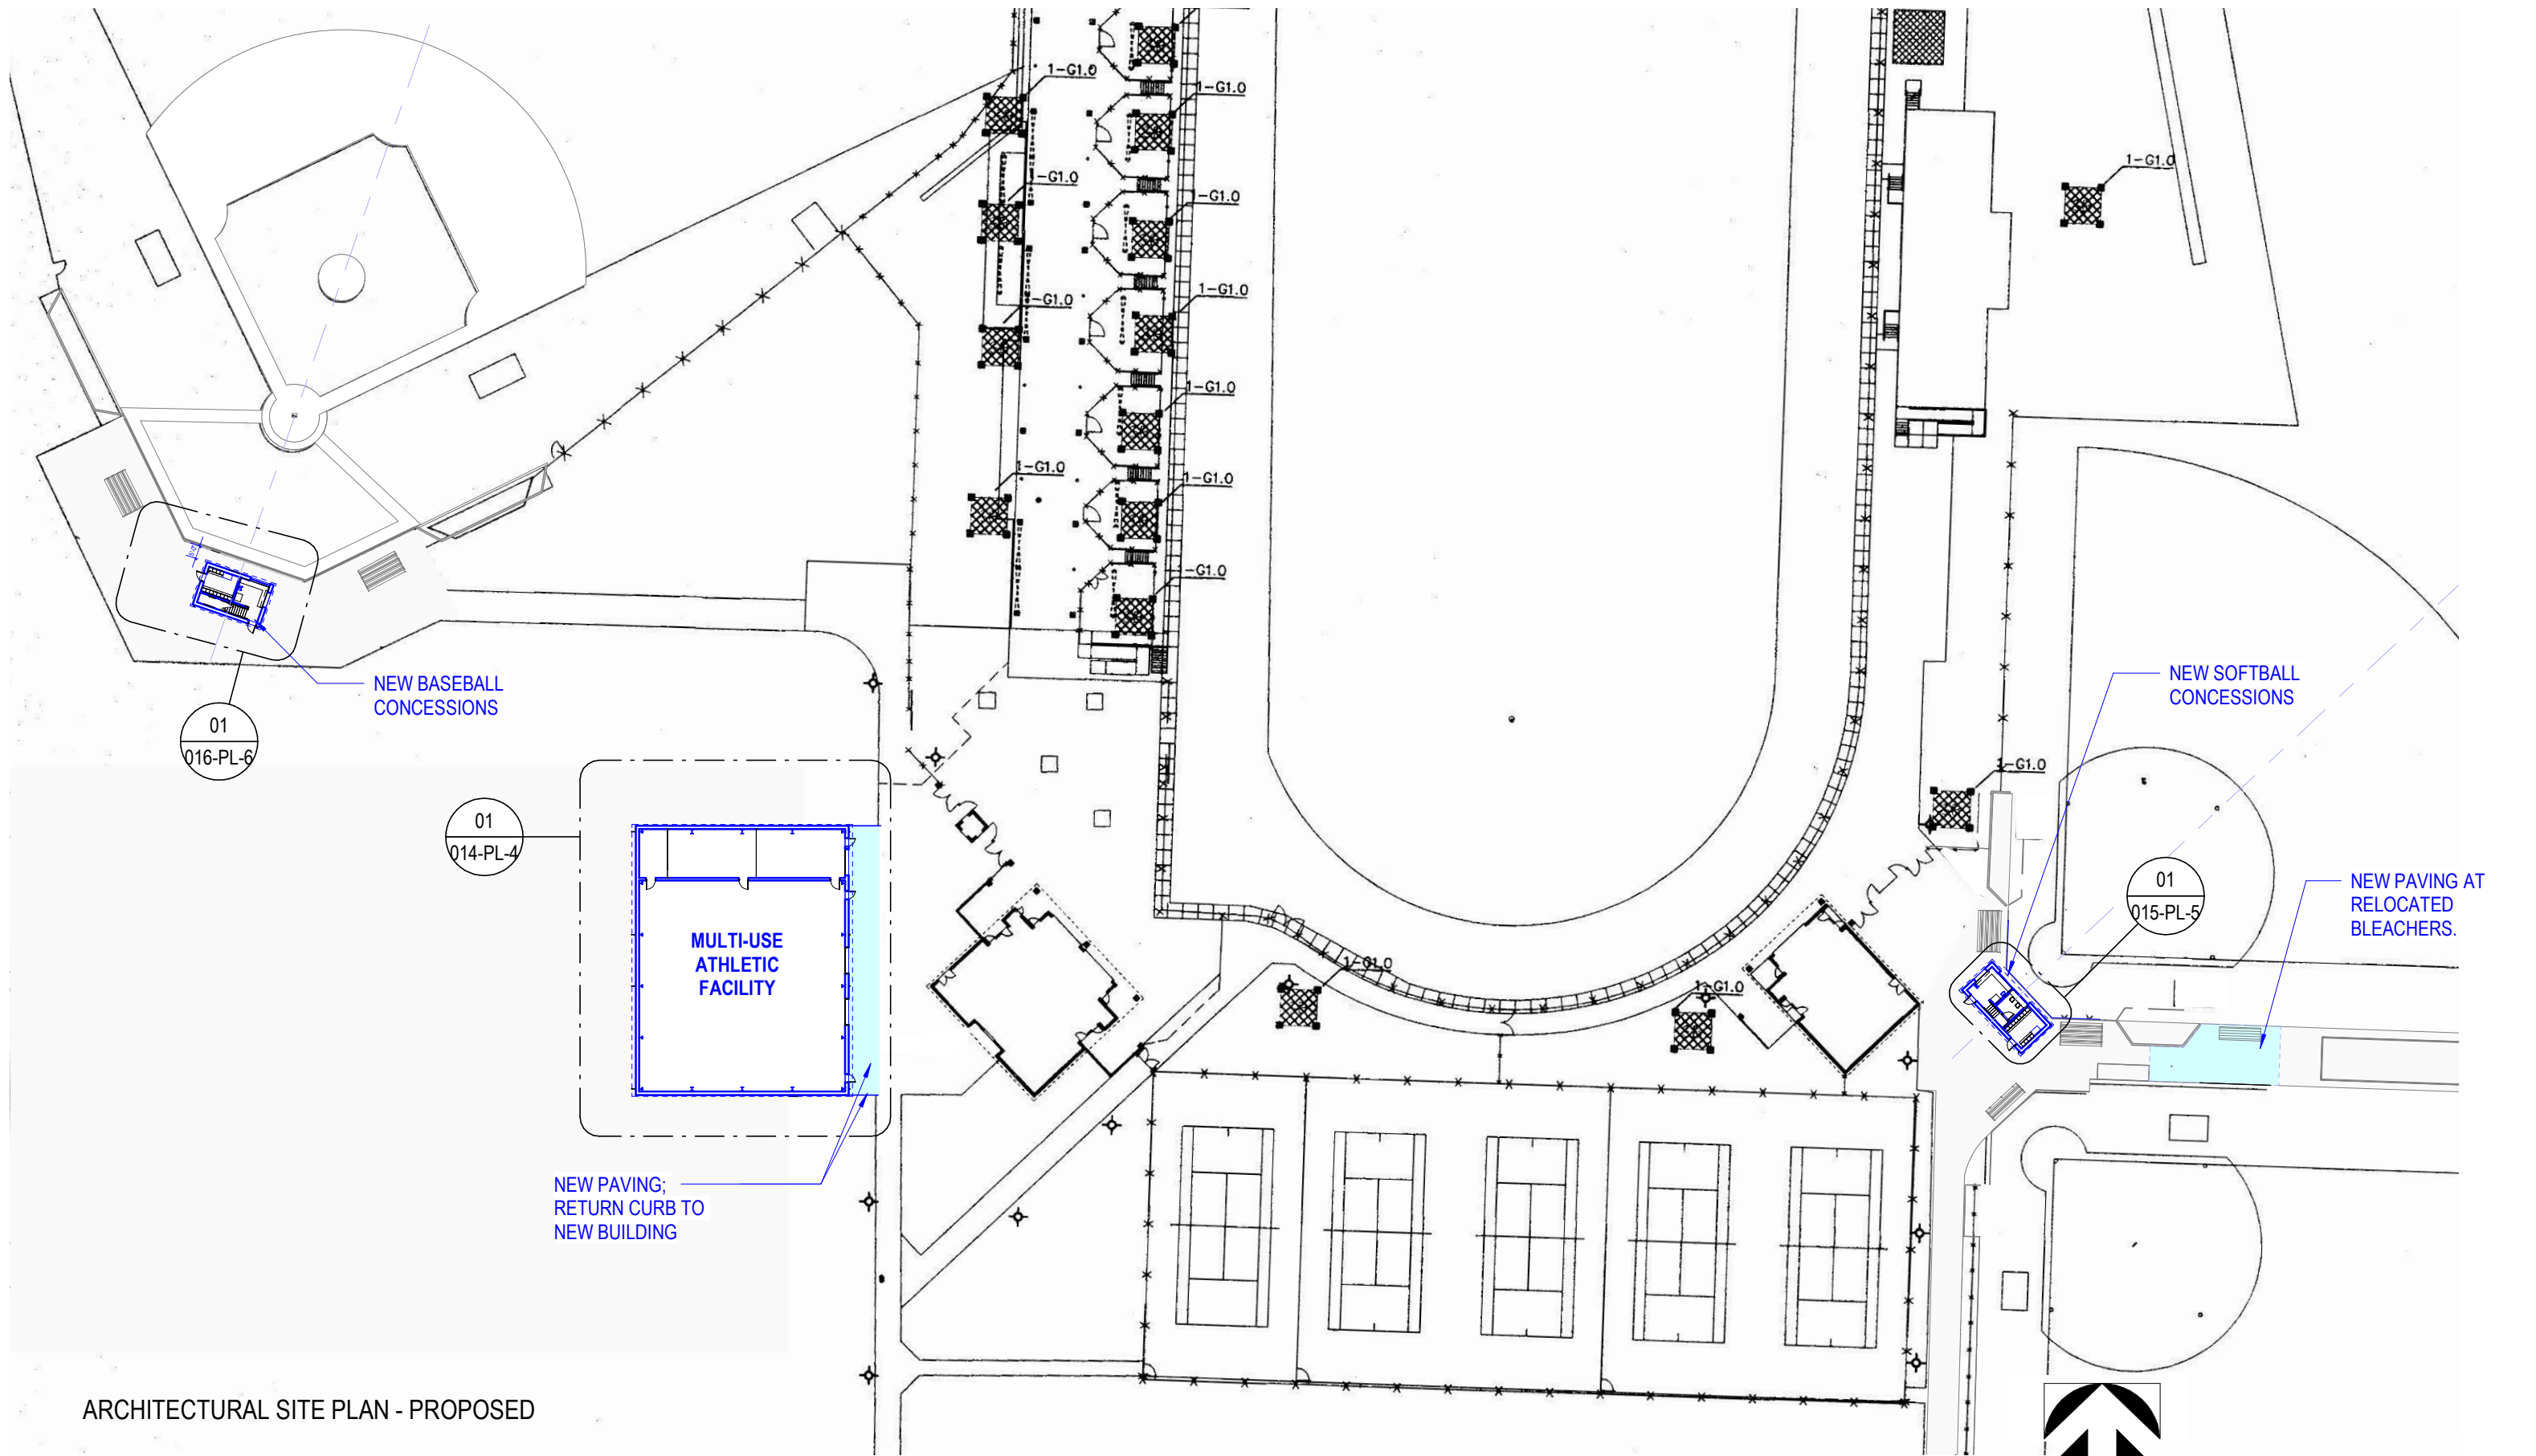 1-G1.0
1-G1.0
1-G1.0
-G1.0
1-G1.0
-G1.0
1-G1.0
1-G1.0
1-G1.0
1-G1.0
-G1.0
NEW BASEBALL
CONCESSIONS
01
016-PL-6
NEW SOFTBALL
CONCESSIONS
1-G1.0
01
014-PL-4
01
015-PL-5
NEW PAVING AT
RELOCATED
BLEACHERS.
MULTI-USE
ATHLETIC
FACILITY
1-G1.0
1-G1.0
NEW PAVING;
RETURN CURB TO
NEW BUILDING
ARCHITECTURAL SITE PLAN - PROPOSED